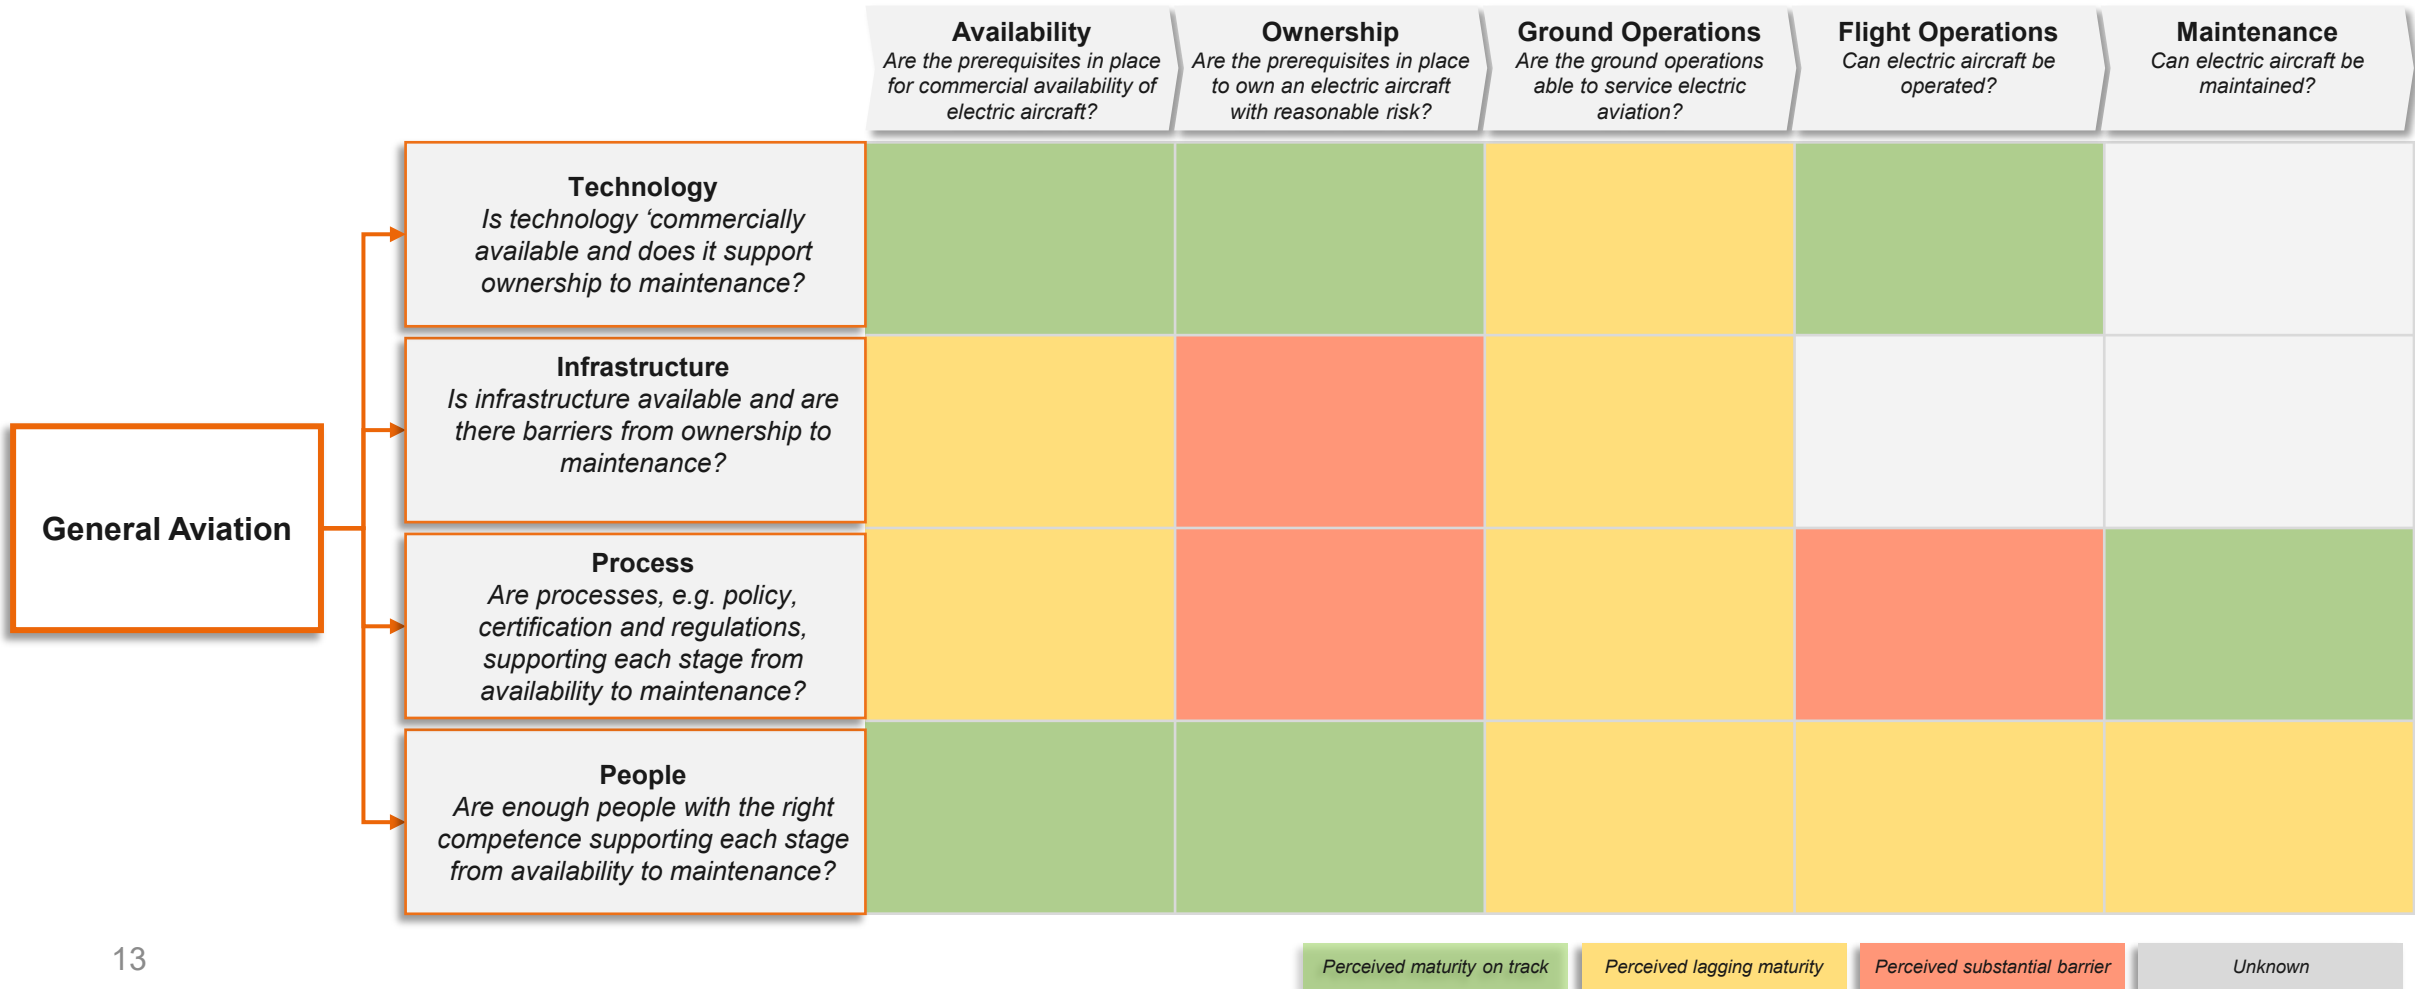 Availability
Are the prerequisites in place
for commercial availability of
electric aircraft?
Ownership
Are the prerequisites in place
to own an electric aircraft
with reasonable risk?
Ground Operations
Are the ground operations
able to service electric
aviation?
Flight Operations
Can electric aircraft be
operated?
Maintenance
Can electric aircraft be
maintained?
General Aviation
Technology
Is technology ‘commercially
available and does it support
ownership to maintenance?
Infrastructure
Is infrastructure available and are
there barriers from ownership to
maintenance?
Process
Are processes, e.g. policy,
certification and regulations,
supporting each stage from
availability to maintenance?
People
Are enough people with the right
competence supporting each stage
from availability to maintenance?
13
Perceived maturity on track
Perceived lagging maturity
Perceived substantial barrier
Unknown